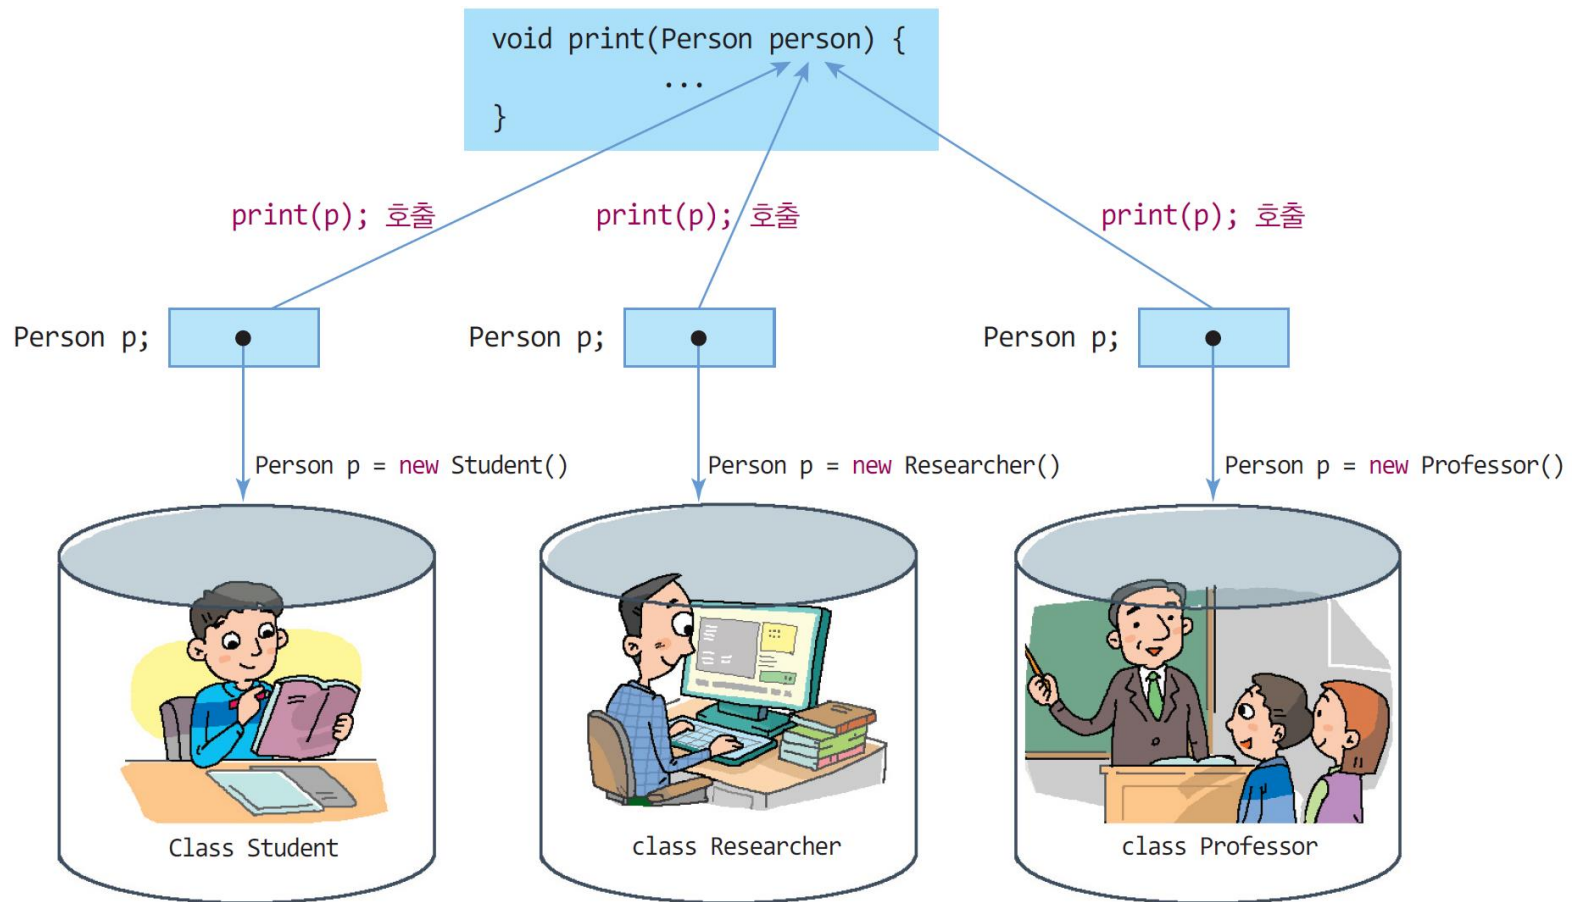 void print(Person person) {
...
}
print(p); 호출
print(p); 호출
print(p); 호출
Person p;
Person p;
Person p;
Person p = new Student()
Person p = new Researcher()
Person p = new Professor()
Class Student
class Researcher
class Professor